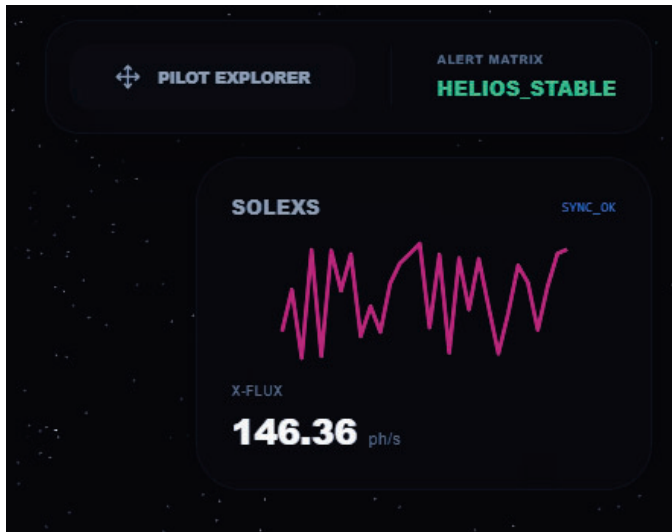 PILOT EXPLORER
ALERT MATRIX
HELIOS_STABLE
SOLEXS
SYNC_OK
X-FLUX
146.36 ph/s